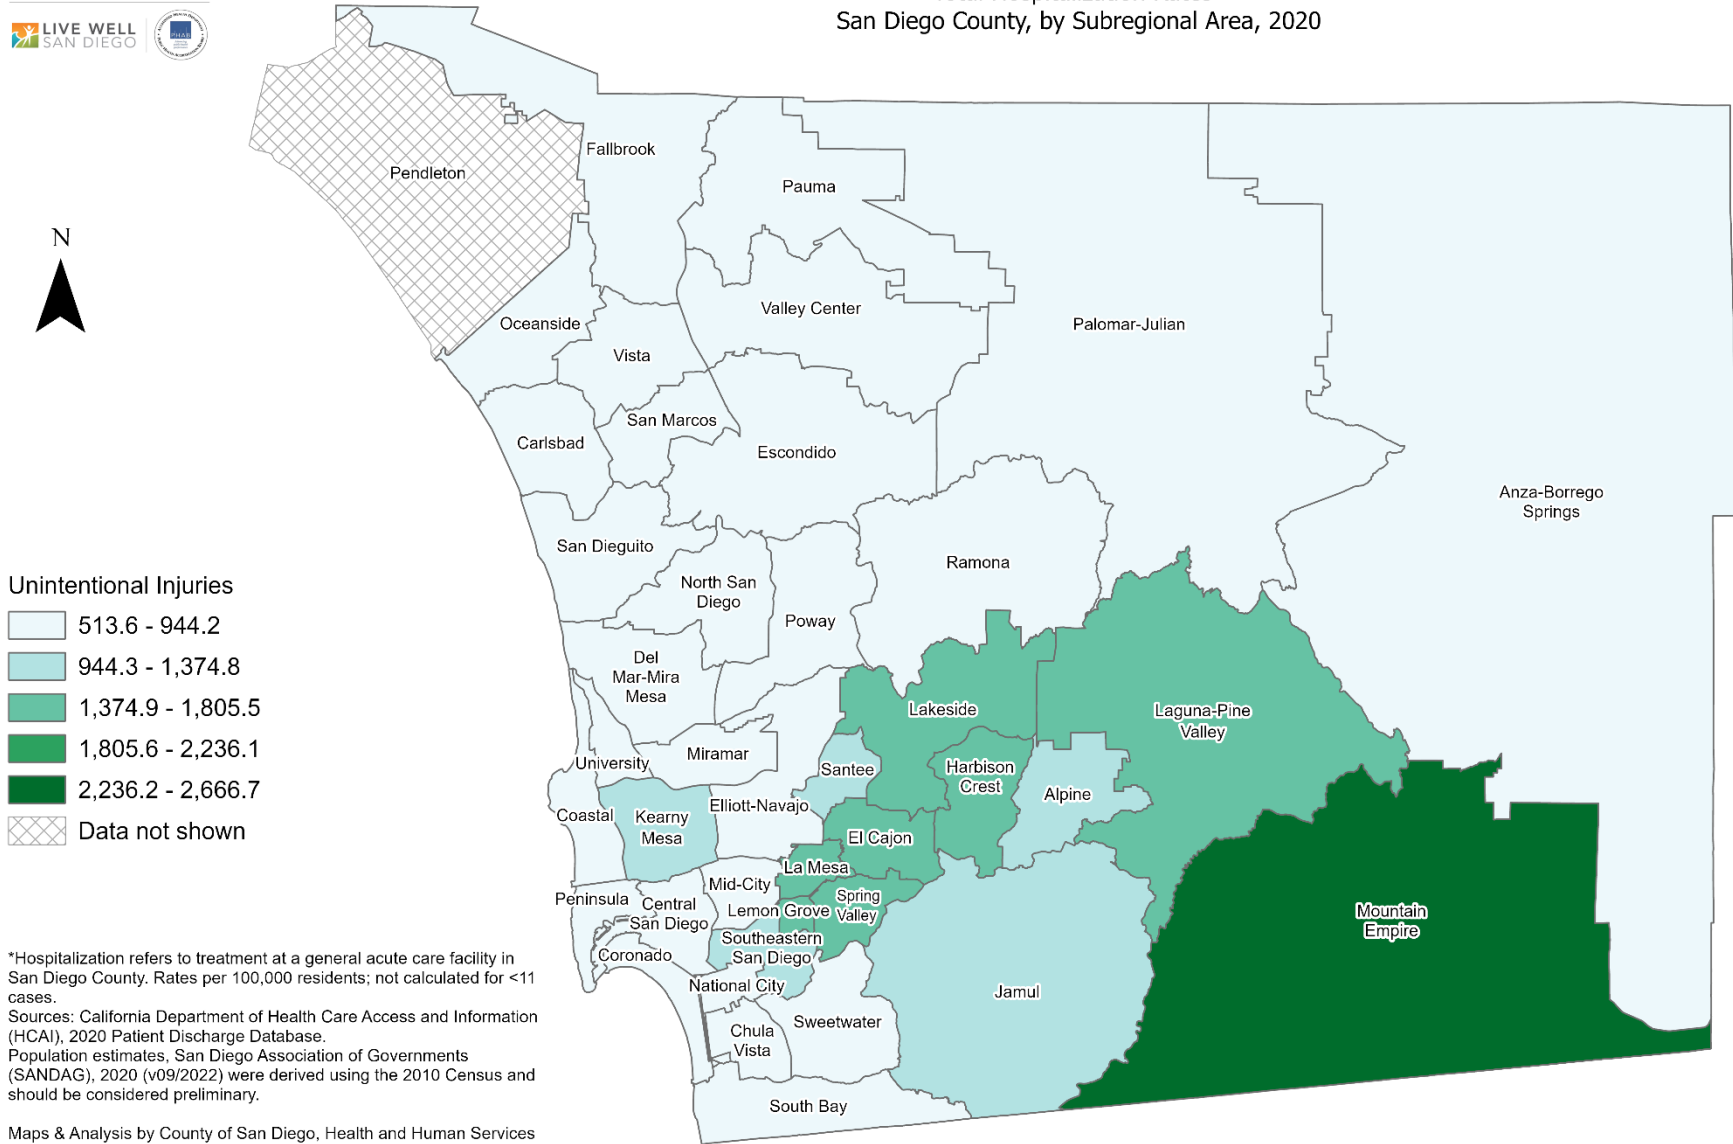 LIVE WELL
SAN DIEGO
PHAB
San Diego County, by Subregional Area, 2020
Fallbrook
Pendleton
Pauma
N
Valley Center
Oceanside
Palomar-Julian
Vista
San Marcos
Carlsbad
Escondido
Anza-Borrego
Springs
San Dieguito
Ramona
North San
Diego
Poway
Del
Mar-Mira
Mesa
Lakeside
Laguna-Pine
Valley
Miramar
University
Santee
Harbison
Crest
Alpine
Elliott-Navajo
Coastal
Kearny
Mesa
El Cajon
La Mesa
Mid-City
Peninsula
Central
San Diego
Spring
Valley
Lemon Grove
Mountain
Empire
Southeastern
San Diego
Coronado
National City
Jamul
Sweetwater
Chula
Vista
South Bay
Unintentional Injuries
513.6 - 944.2
944.3 - 1,374.8
1,374.9 - 1,805.5
1,805.6 - 2,236.1
2,236.2 - 2,666.7
Data not shown
*Hospitalization refers to treatment at a general acute care facility in
San Diego County. Rates per 100,000 residents; not calculated for <11
cases.
Sources: California Department of Health Care Access and Information
(HCAI), 2020 Patient Discharge Database.
Population estimates, San Diego Association of Governments
(SANDAG), 2020 (v09/2022) were derived using the 2010 Census and
should be considered preliminary.
Maps & Analysis by County of San Diego, Health and Human Services